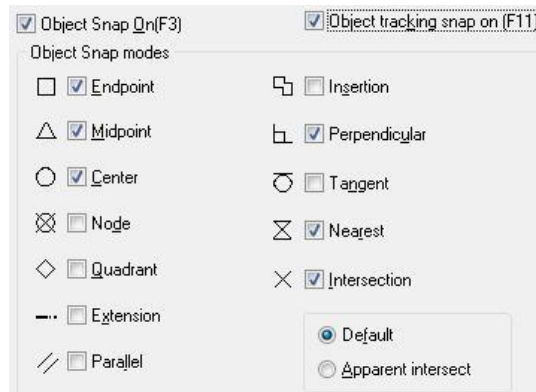 Object Snap On(F3)
Object tracking snap on (F11)
Object Snap modes
Endpoint
Midpoint
Center
Node
Quadrant
Extension
Parallel
Insertion
Perpendicular
Tangent
Nearest
Intersection
Default
Apparent intersect